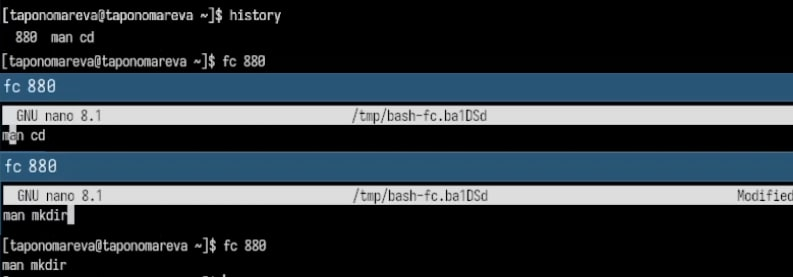 [taponomareva@taponomareva ~]$ history
880 man cd
[taponomareva@taponomareva ~]$ fc 880
fc 880
GNU nano 8.1 /tmp/bash-fc.ba1DSd
man cd
fc 880
GNU nano 8.1 /tmp/bash-fc.ba1DSd Modified
man mkdir
[taponomareva@taponomareva ~]$ fc 880
man mkdir